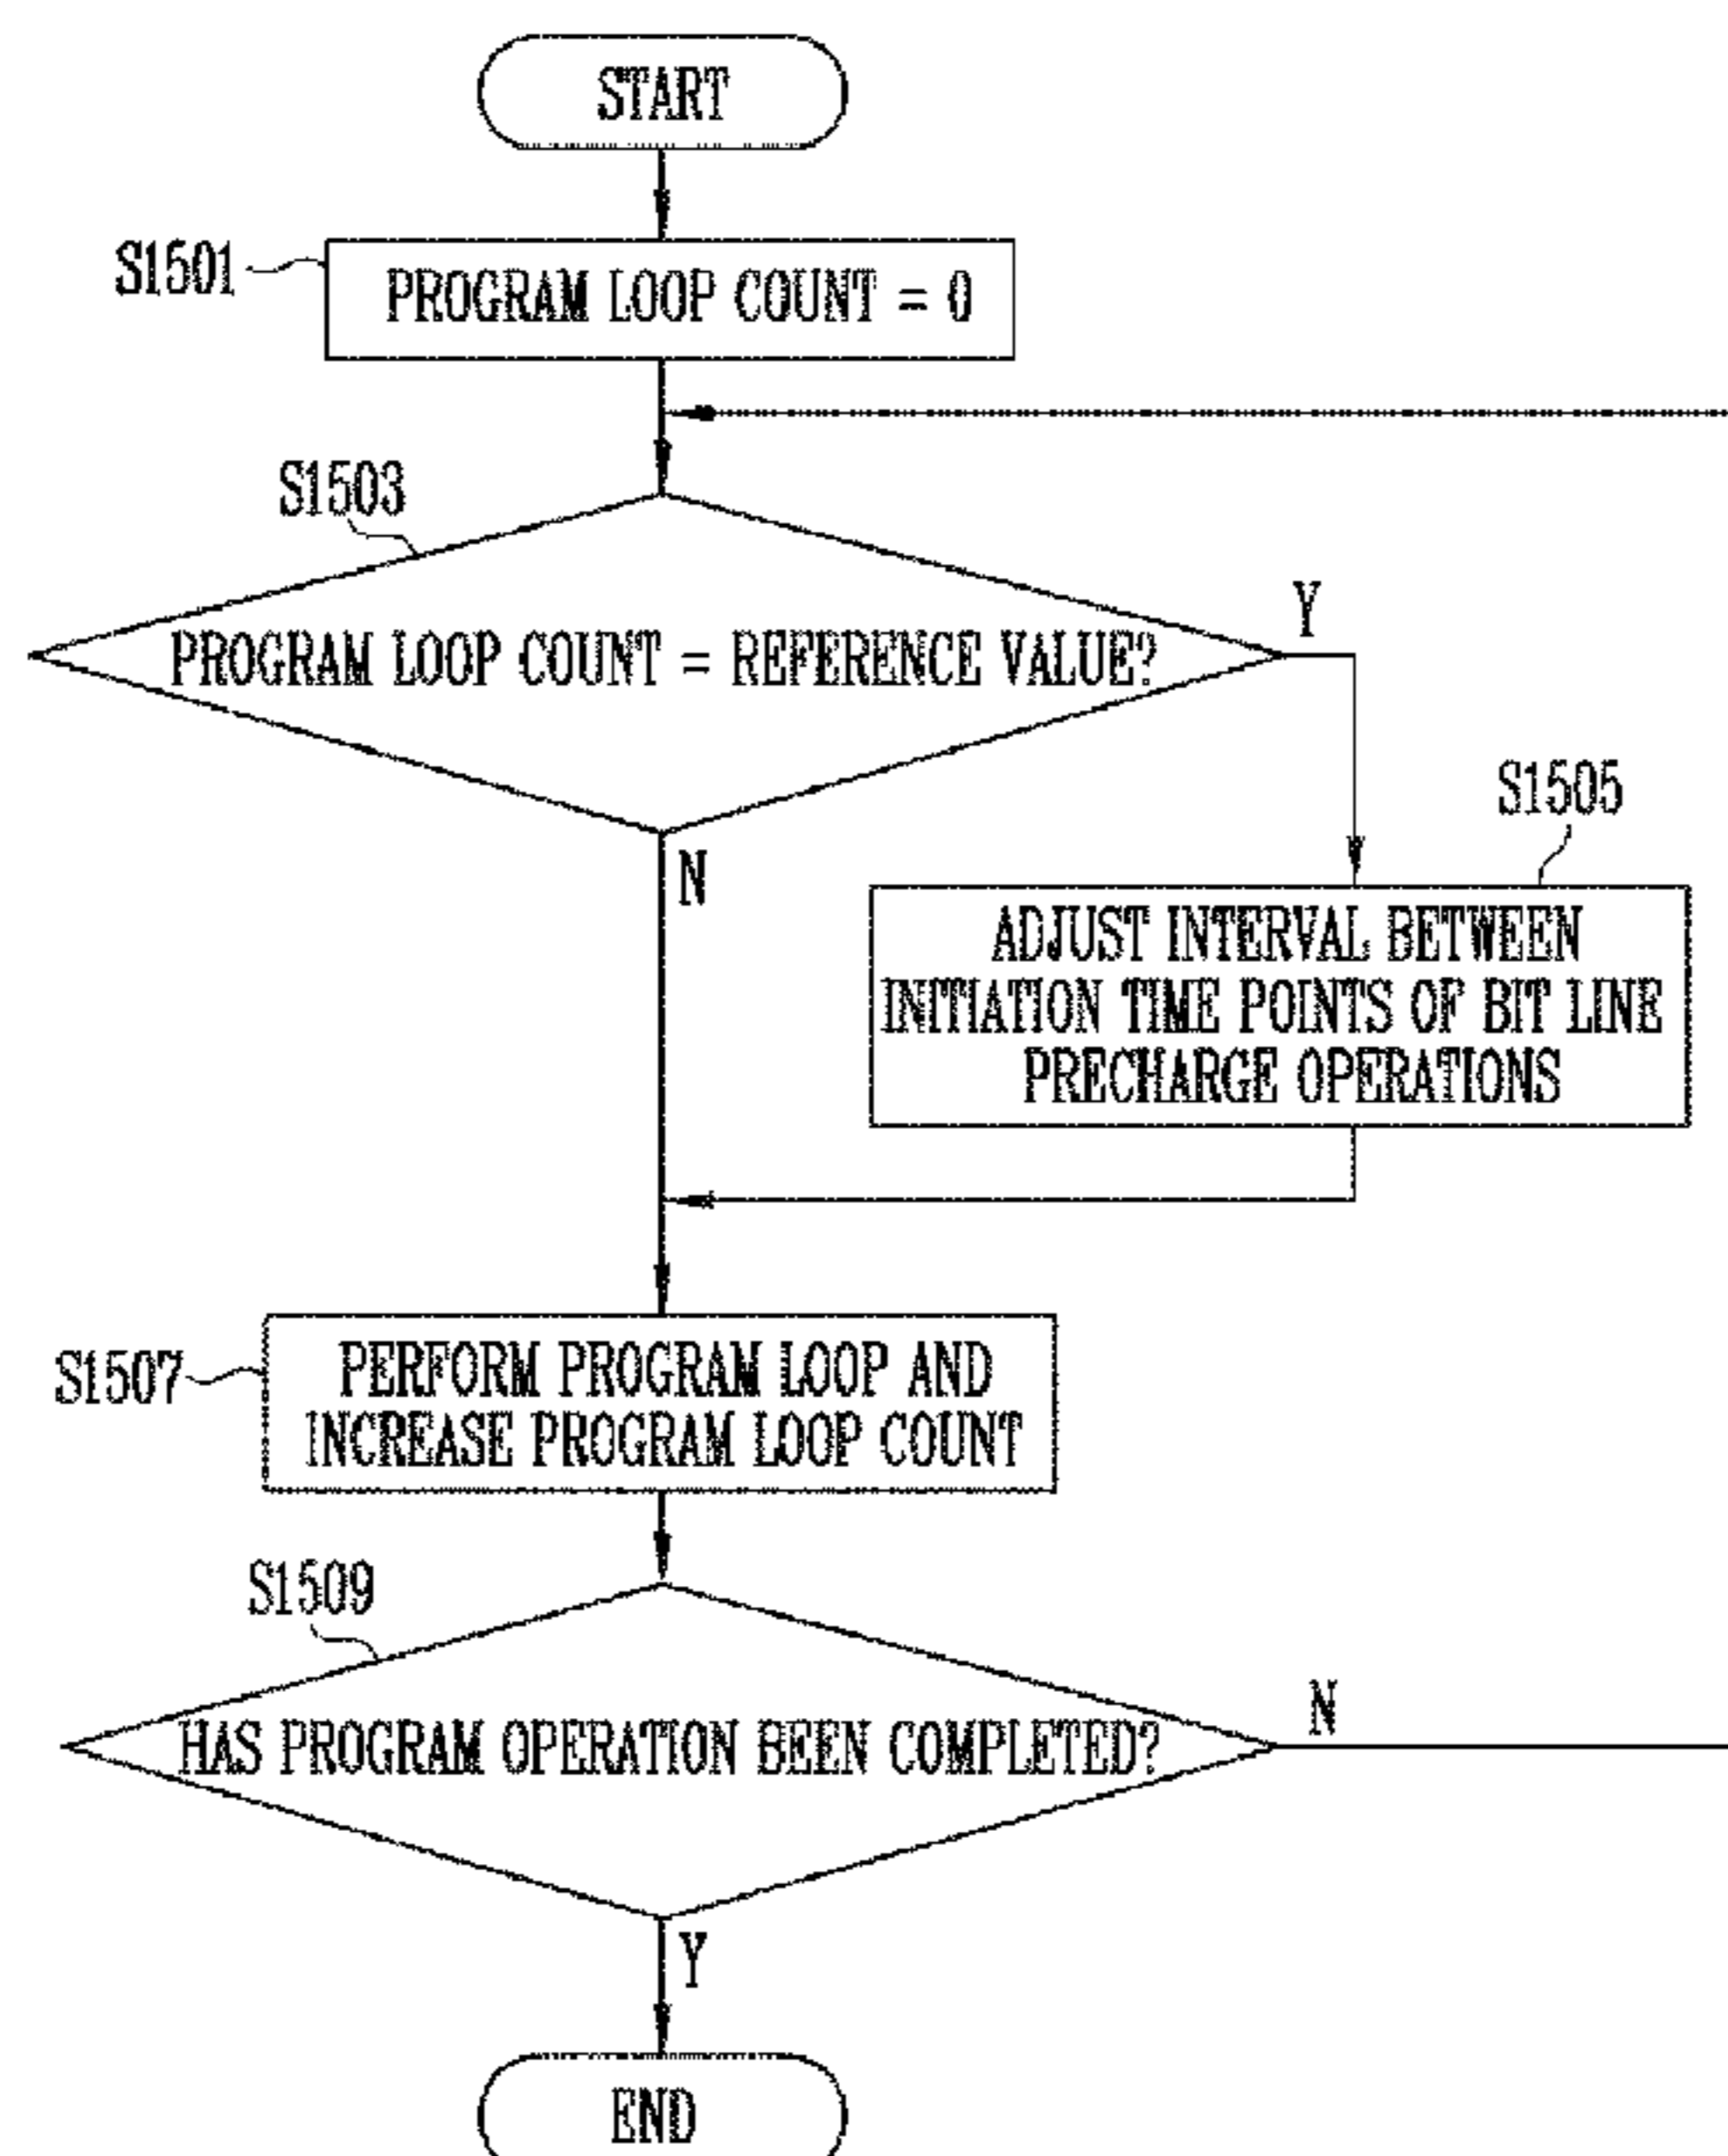 START
S1501
PROGRAM LOOP COUNT = 0
S1503
PROGRAM LOOP COUNT = REFERENCE VALUE?
Y
N
S1505
ADJUST INTERVAL BETWEEN
INITIATION TIME POINTS OF BIT LINE
PRECHARGE OPERATIONS
S1507
PERFORM PROGRAM LOOP AND
INCREASE PROGRAM LOOP COUNT
S1509
HAS PROGRAM OPERATION BEEN COMPLETED?
N
Y
END